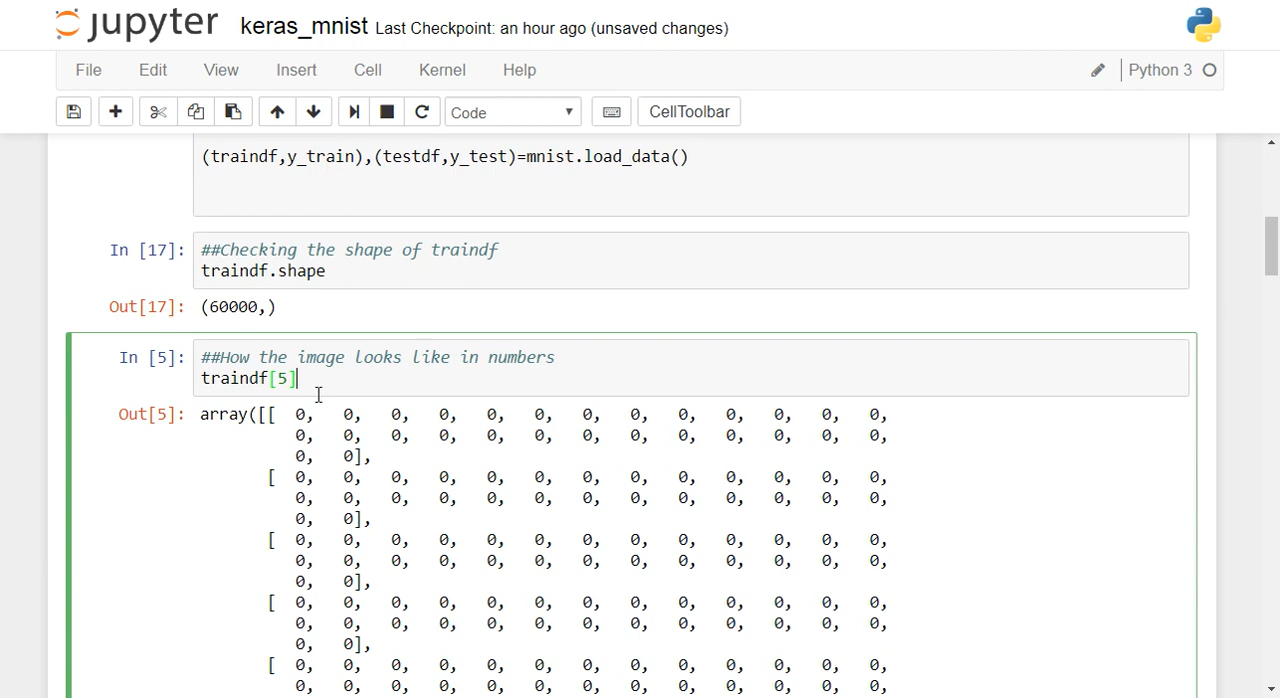 jupyter keras_mnist Last Checkpoint: an hour ago (unsaved changes)
File Edit View Insert Cell Kernel Help Python 3
Code CellToolbar
(traindf,y_train),(testdf,y_test)=mnist.load_data()
In [17]: ##Checking the shape of traindf
traindf.shape
Out[17]: (60000,)
In [5]: ##How the image looks like in numbers
traindf[5]
Out[5]: array([[ 0, 0, 0, 0, 0, 0, 0, 0, 0, 0, 0, 0, 0,
0, 0, 0, 0, 0, 0, 0, 0, 0, 0, 0, 0, 0,
0, 0],
[ 0, 0, 0, 0, 0, 0, 0, 0, 0, 0, 0, 0, 0,
0, 0, 0, 0, 0, 0, 0, 0, 0, 0, 0, 0, 0,
0, 0],
[ 0, 0, 0, 0, 0, 0, 0, 0, 0, 0, 0, 0, 0,
0, 0, 0, 0, 0, 0, 0, 0, 0, 0, 0, 0, 0,
0, 0],
[ 0, 0, 0, 0, 0, 0, 0, 0, 0, 0, 0, 0, 0,
0, 0, 0, 0, 0, 0, 0, 0, 0, 0, 0, 0, 0,
0, 0],
[ 0, 0, 0, 0, 0, 0, 0, 0, 0, 0, 0, 0, 0,
0, 0, 0, 0, 0, 0, 0, 0, 0, 0, 0, 0, 0,